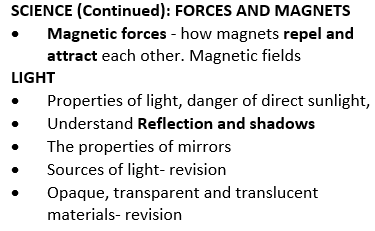 SCIENCE (Continued): FORCES AND MAGNETS
• Magnetic forces - how magnets repel and
attract each other. Magnetic fields
LIGHT
• Properties of light, danger of direct sunlight,
• Understand Reflection and shadows
• The properties of mirrors
• Sources of light- revision
• Opaque, transparent and translucent
materials- revision